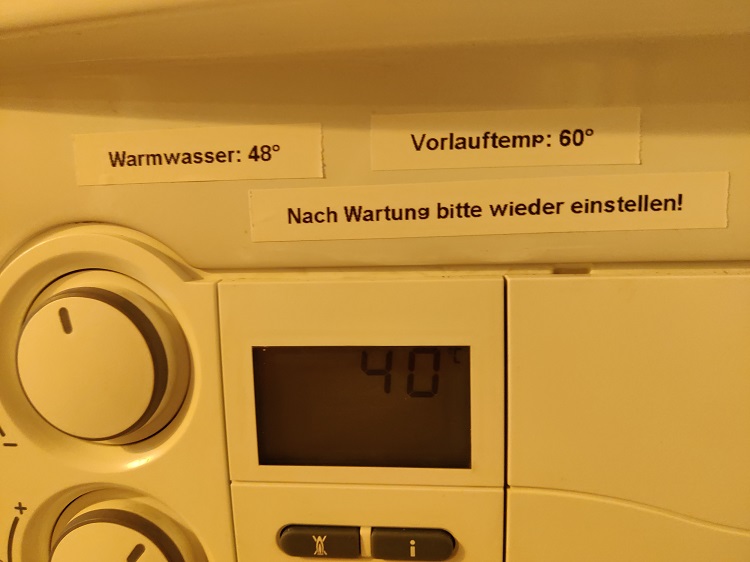 Warmwasser: 48°
Vorlauftemp: 60°
Nach Wartung bitte wieder einstellen!
40°C
-
+
i